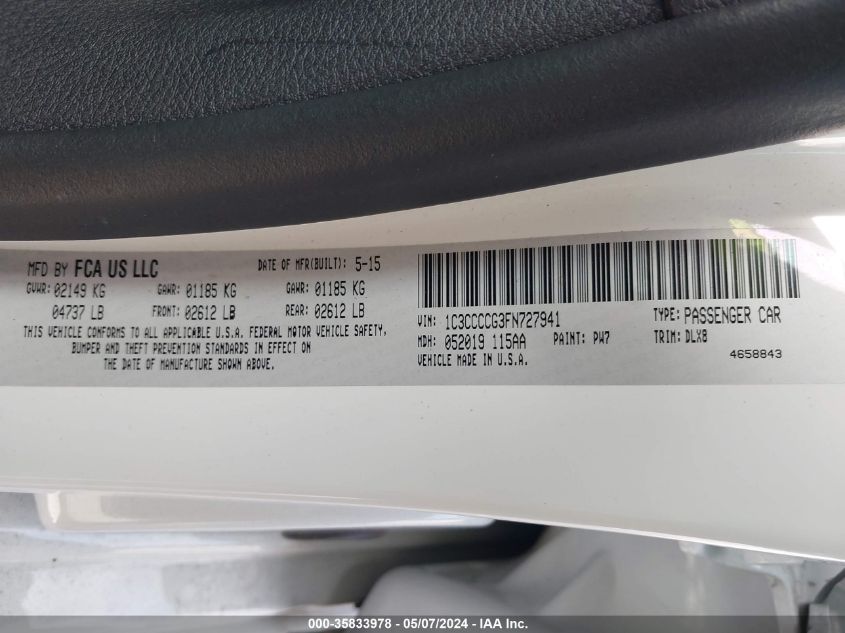 MFD BY FCA US LLC DATE OF MFR(BUILT): 5-15
GVWR: 02149 KG GAWR: 01185 KG GAWR: 01185 KG
04737 LB FRONT: 02612 LB REAR: 02612 LB
THIS VEHICLE CONFORMS TO ALL APPLICABLE U.S.A. FEDERAL MOTOR VEHICLE SAFETY,
BUMPER AND THEFT PREVENTION STANDARDS IN EFFECT ON
THE DATE OF MANUFACTURE SHOWN ABOVE.
VIN: 1C3CCCCG3FN727941 TYPE: PASSENGER CAR
MDH: 052019 115AA PAINT: PW7 TRIM: DLX8
VEHICLE MADE IN U.S.A. 4658843
000-35833978 - 05/07/2024 - IAA Inc.